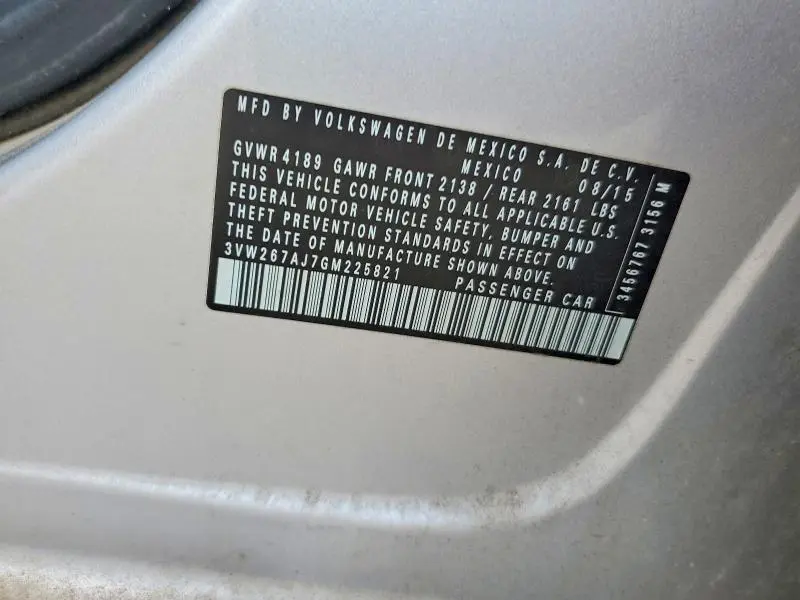 MFD BY VOLKSWAGEN DE MEXICO S.A. DE C.V.
MEXICO 08/15
GVWR 4189 GAWR FRONT 2138 / REAR 2161 LBS
THIS VEHICLE CONFORMS TO ALL APPLICABLE U.S.
FEDERAL MOTOR VEHICLE SAFETY, BUMPER AND
THEFT PREVENTION STANDARDS IN EFFECT ON
THE DATE OF MANUFACTURE SHOWN ABOVE.
3VW267AJ7GM225821 PASSENGER CAR
3456767 3156 M